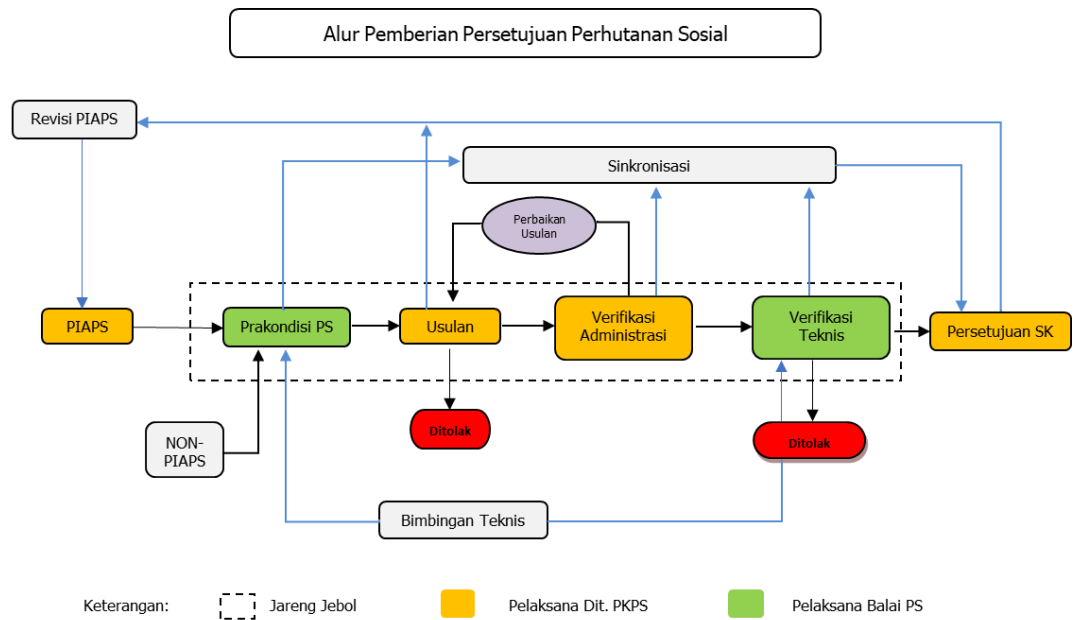 Alur Pemberian Persetujuan Perhutanan Sosial
Revisi PIAPS
Sinkronisasi
Perbaikan
Usulan
PIAPS
Prakondisi PS
Usulan
Verifikasi
Administrasi
Verifikasi
Teknis
Persetujuan SK
Ditolak
Ditolak
NON-
PIAPS
Bimbingan Teknis
Keterangan:
Jareng Jebol
Pelaksana Dit. PKPS
Pelaksana Balai PS